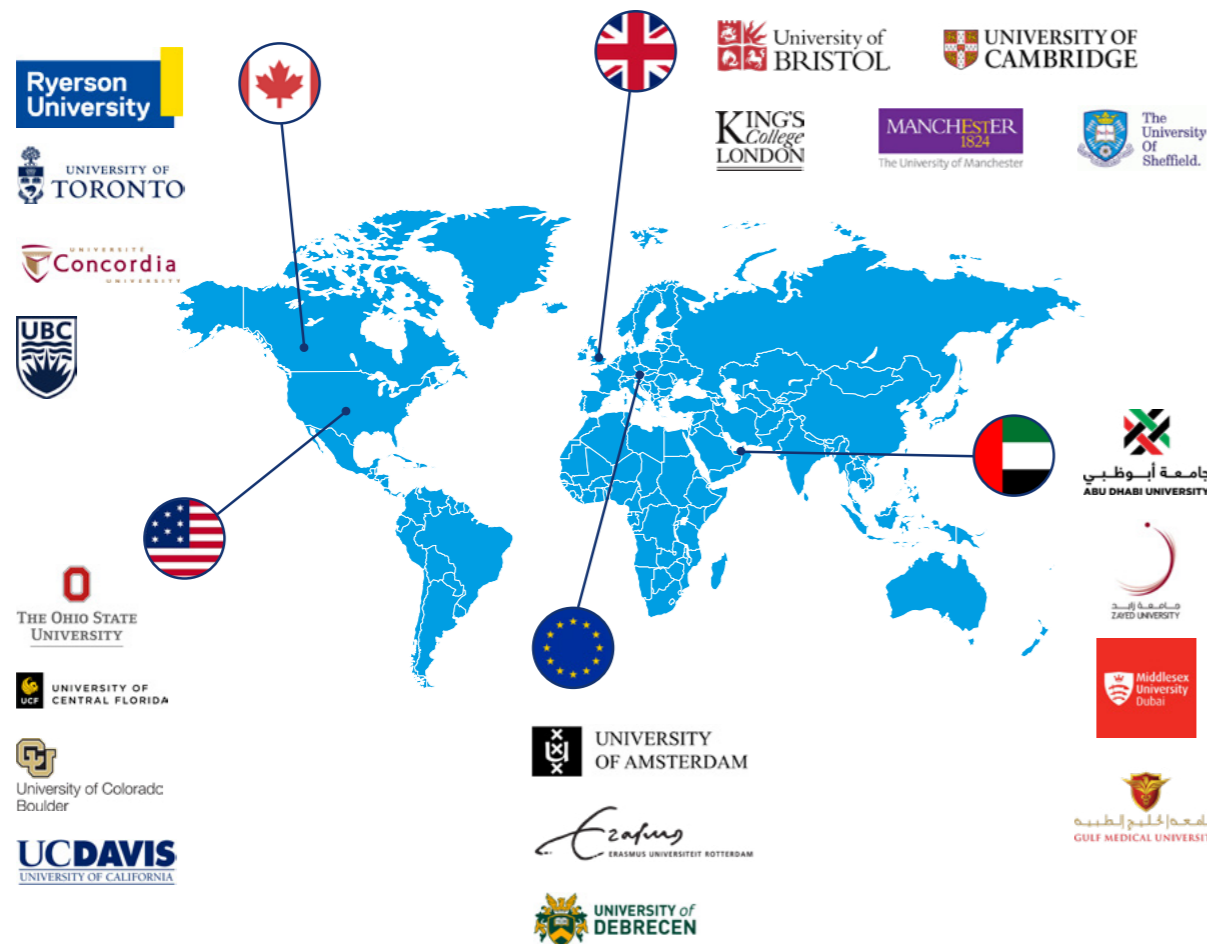 Ryerson
University
UNIVERSITY OF
TORONTO
UNIVERSITÉ
Concordia
UNIVERSITY
UBC
University of
BRISTOL
UNIVERSITY OF
CAMBRIDGE
KING'S
College
LONDON
MANCHESTER
1824
The University of Manchester
The
University
Of
Sheffield.
جامعة أبوظبي
ABU DHABI UNIVERSITY
جامعة زايد
ZAYED UNIVERSITY
Middlesex
University
Dubai
جامعة الخليج الطبية
GULF MEDICAL UNIVERSIT
O
THE OHIO STATE
UNIVERSITY
UCF
UNIVERSITY OF
CENTRAL FLORIDA
CU
University of Colorado
Boulder
UCDAVIS
UNIVERSITY OF CALIFORNIA
UNIVERSITY
OF AMSTERDAM
Erasmus
ERASMUS UNIVERSITEIT ROTTERDAM
UNIVERSITY of
DEBRECEN